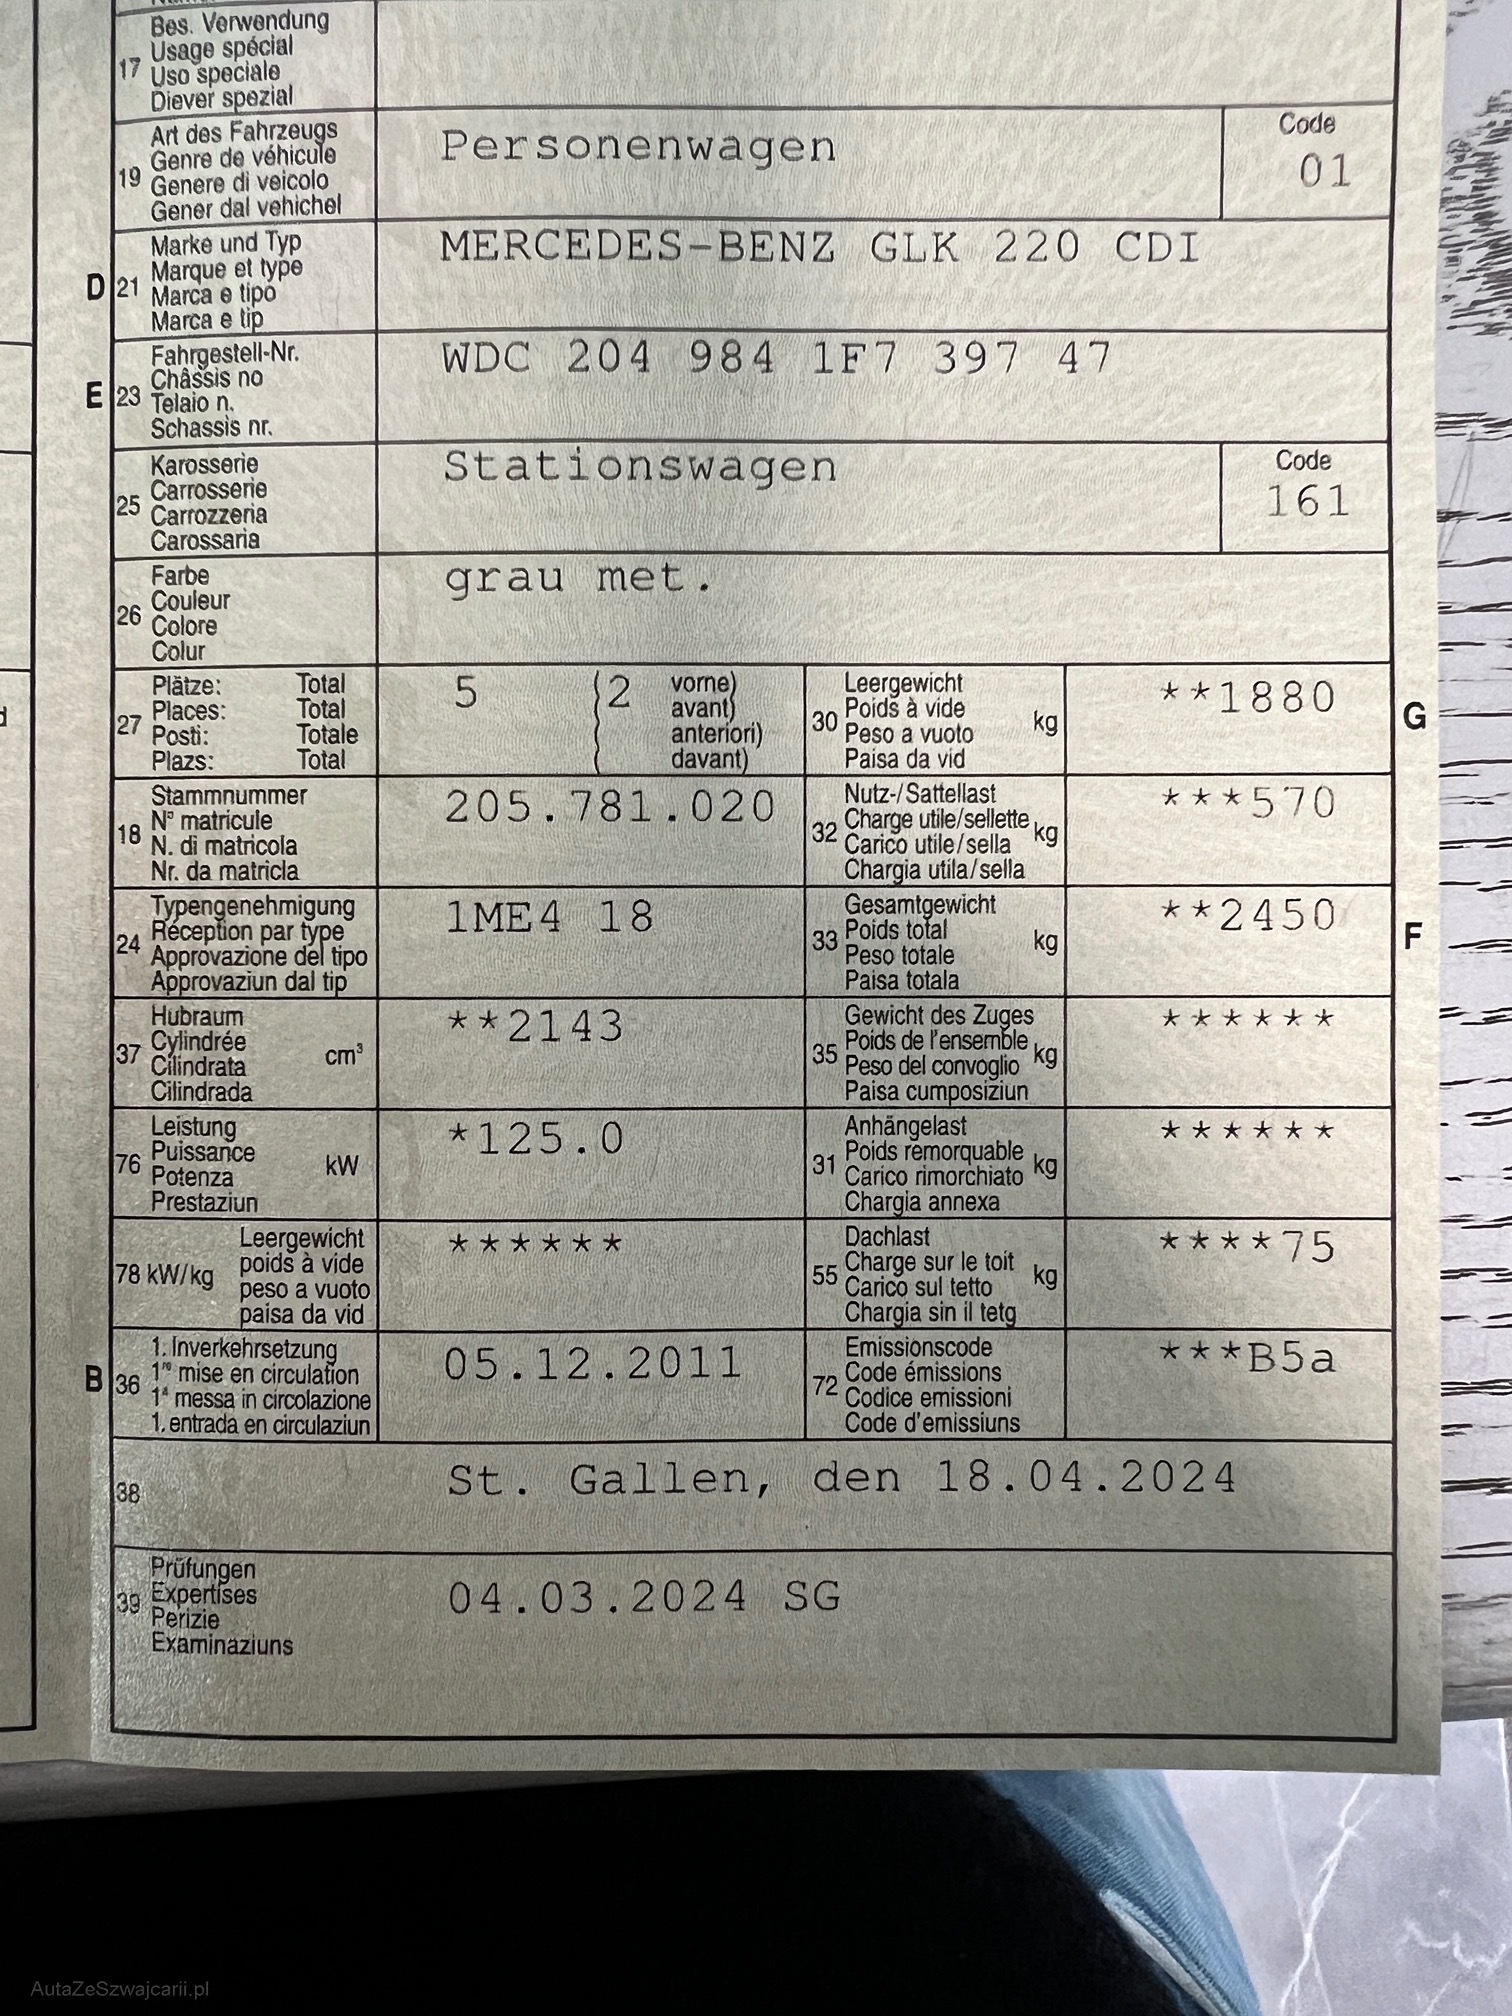 Bes. Verwendung
17 Usage spécial
Uso speciale
Diever spezial
19 Art des Fahrzeugs
Genre de véhicule
Genere di veicolo
Gener dal vehichel
Personenwagen
Code
01
D 21 Marke und Typ
Marque et type
Marca e tipo
Marca e tip
MERCEDES-BENZ GLK 220 CDI
E 23 Fahrgestell-Nr.
Châssis no
Telaio n.
Schassis nr.
WDC 204 984 1F7 397 47
25 Karosserie
Carrosserie
Carrozzeria
Carossaria
Stationswagen
Code
161
26 Farbe
Couleur
Colore
Colur
grau met.
27 Plätze: Total
Places: Total
Posti: Totale
Plazs: Total
5 (2 vorne)
( avant)
( anteriori)
( davant)
30 Leergewicht
Poids à vide
Peso a vuoto kg
Paisa da vid
**1880
G
18 Stammnummer
N° matricule
N. di matricola
Nr. da matricla
205.781.020
32 Nutz-/Sattellast
Charge utile/sellette kg
Carico utile/sella
Chargia utila/sella
***570
24 Typengenehmigung
Réception par type
Approvazione del tipo
Approvaziun dal tip
1ME4 18
33 Gesamtgewicht
Poids total kg
Peso totale
Paisa totala
**2450
F
37 Hubraum
Cylindrée cm³
Cilindrata
Cilindrada
**2143
35 Gewicht des Zuges
Poids de l'ensemble kg
Peso del convoglio
Paisa cumposiziun
******
76 Leistung
Puissance kW
Potenza
Prestaziun
*125.0
31 Anhängelast
Poids remorquable kg
Carico rimorchiato
Chargia annexa
******
78 kW/kg Leergewicht
poids à vide
peso a vuoto
paisa da vid
******
55 Dachlast
Charge sur le toit kg
Carico sul tetto
Chargia sin il tetg
****75
B 36 1. Inverkehrsetzung
1re mise en circulation
1a messa in circolazione
1. entrada en circulaziun
05.12.2011
72 Emissionscode
Code émissions
Codice emissioni
Code d'emissiuns
***B5a
38 St. Gallen, den 18.04.2024
39 Prüfungen
Expertises
Perizie
Examinaziuns
04.03.2024 SG
AutaZeSzwajcarii.pl